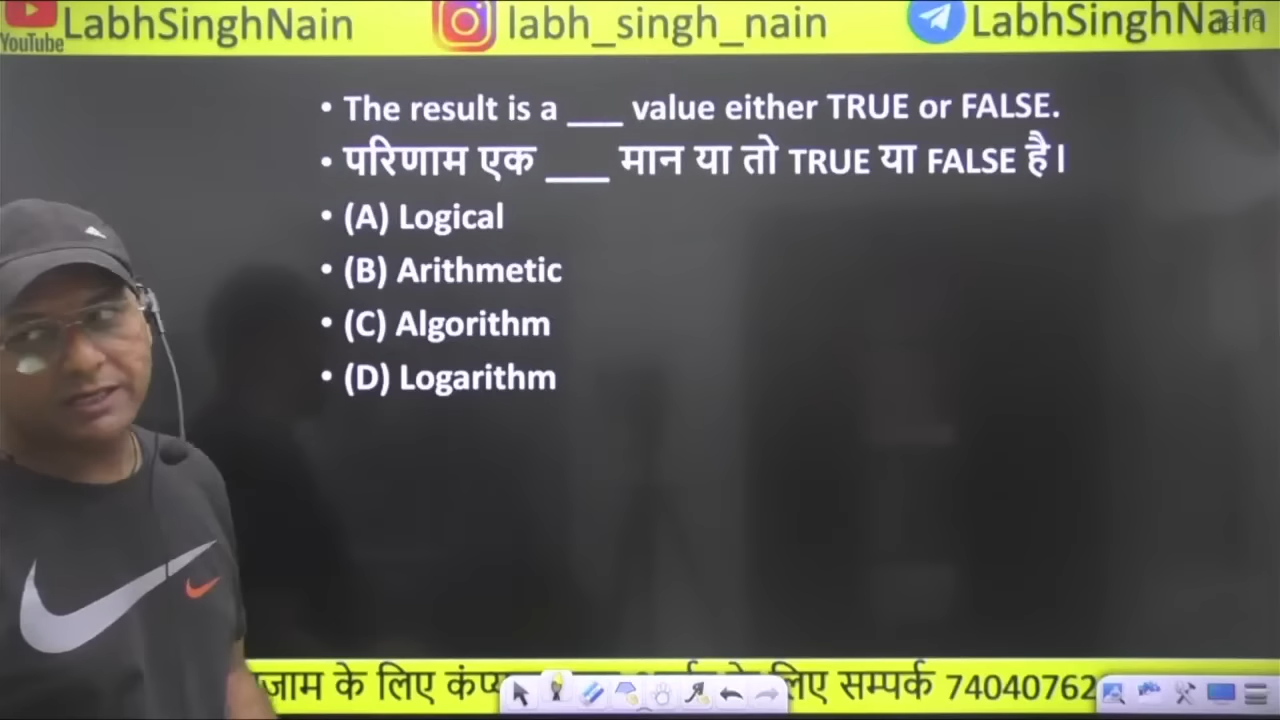 YouTube LabhSinghNain labh_singh_nain LabhSinghNain
• The result is a ___ value either TRUE or FALSE.
• परिणाम एक ___ मान या तो TRUE या FALSE है।
• (A) Logical
• (B) Arithmetic
• (C) Algorithm
• (D) Logarithm
के लिए लिए सम्पर्क 74040762